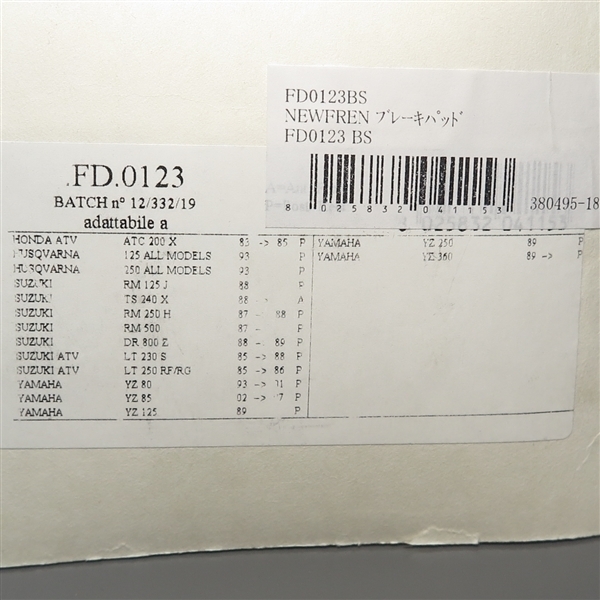 FD0123BS
NEWFREN ブレーキパッド
FD0123 BS
8 025832 041153
380495-18
.FD.0123
BATCH n° 12/332/19
adattabile a
HONDA ATV ATC 200 X 83 -> 85 P
HUSQVARNA 125 ALL MODELS 93 P
HUSQVARNA 250 ALL MODELS 93 P
SUZUKI RM 125 J 88 P
SUZUKI TS 240 X 88 ->
SUZUKI RM 250 H 87 - 88 P
SUZUKI RM 500 87 - P
SUZUKI DR 800 Z 88 -> 89 P
SUZUKI ATV LT 230 S 85 -> 88 P
SUZUKI ATV LT 250 RF/RG 85 -> 86 P
YAMAHA YZ 80 93 -> P
YAMAHA YZ 85 02 -> P
YAMAHA YZ 125 89 P
YAMAHA YZ 250 89 P
YAMAHA YZ 360 89 -> P